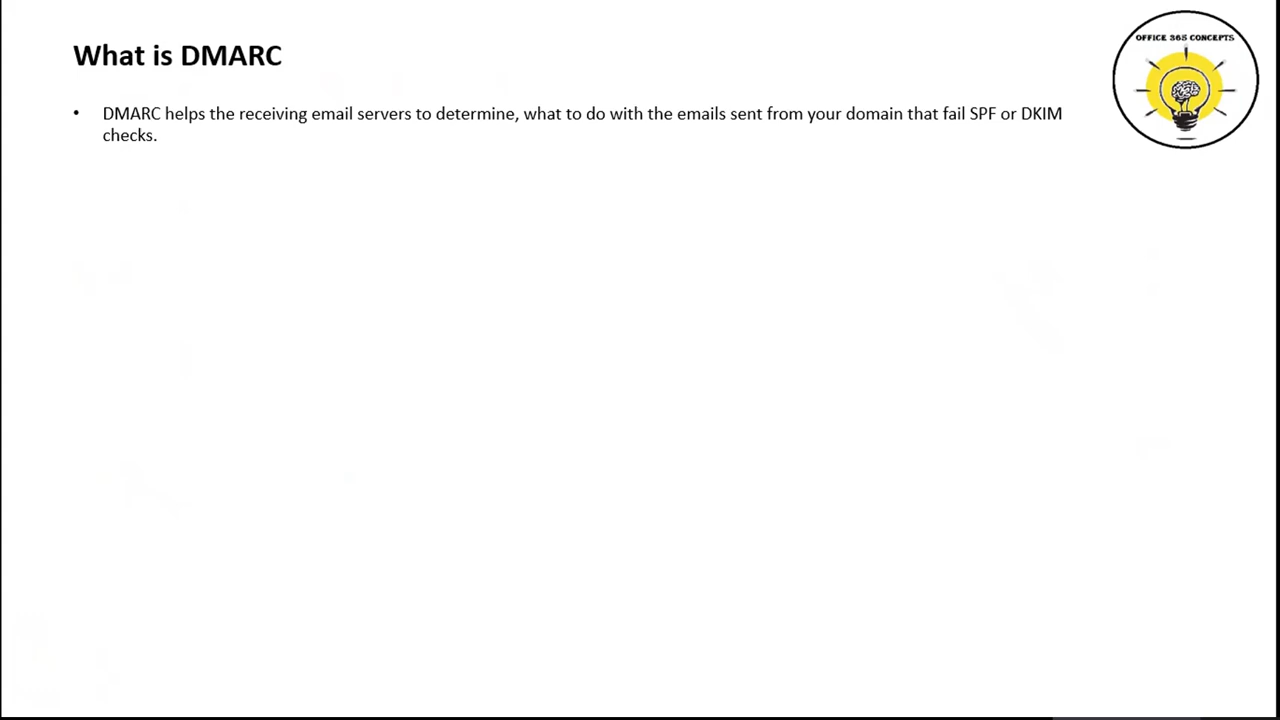 What is DMARC
OFFICE 365 CONCEPTS
• DMARC helps the receiving email servers to determine, what to do with the emails sent from your domain that fail SPF or DKIM
checks.